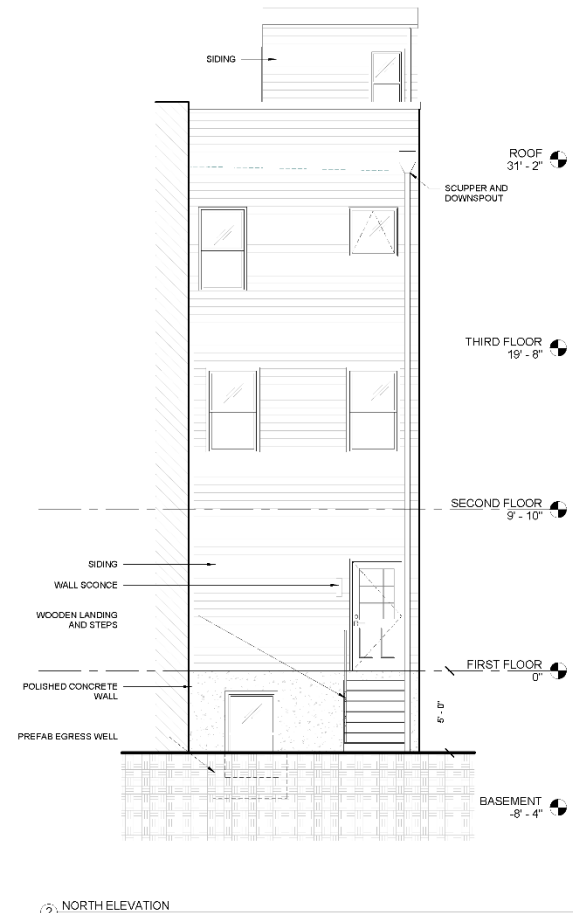 SIDING
ROOF
31' - 2"
SCUPPER AND
DOWNSPOUT
THIRD FLOOR
19' - 8"
SECOND FLOOR
9' - 10"
SIDING
WALL SCONCE
WOODEN LANDING
AND STEPS
FIRST FLOOR
0"
POLISHED CONCRETE
WALL
5' - 0"
PREFAB EGRESS WELL
BASEMENT
-8' - 4"
2 NORTH ELEVATION